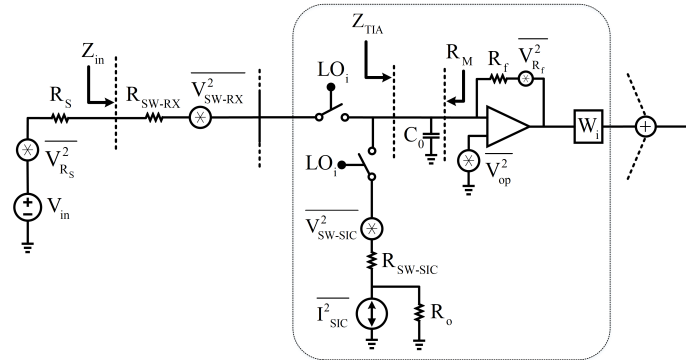 Z_TIA
Z_in
R_M
R_f
V²_Rf
R_S
R_SW-RX
V²_SW-RX
LO_i
C_0
W_i
V²_RS
LO_i
V²_op
V_in
V²_SW-SIC
R_SW-SIC
I²_SIC
R_o